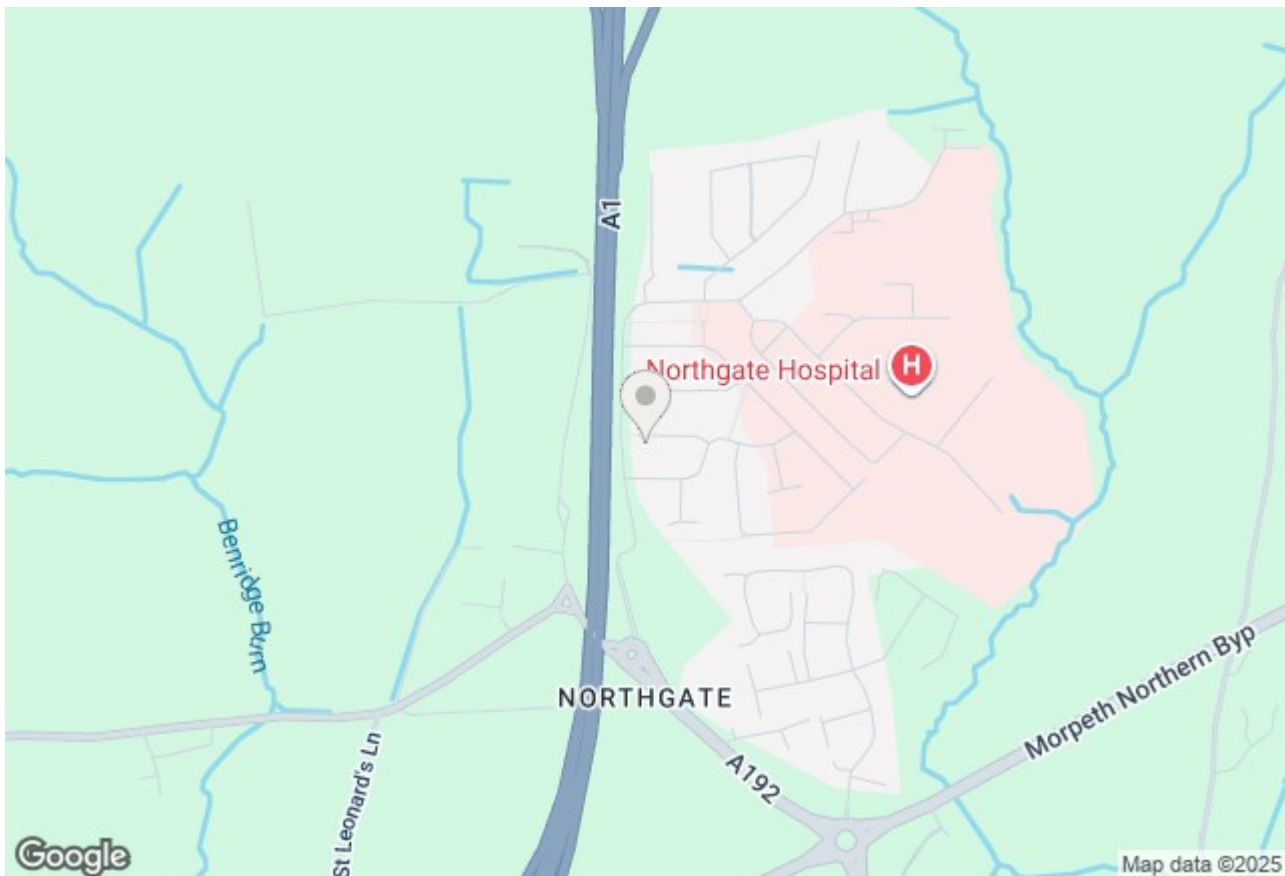 A1
Northgate Hospital
H
Benridge Burn
NORTHGATE
Morpeth Northern Byp
St Leonard's Ln
A192
Google
Map data ©2025